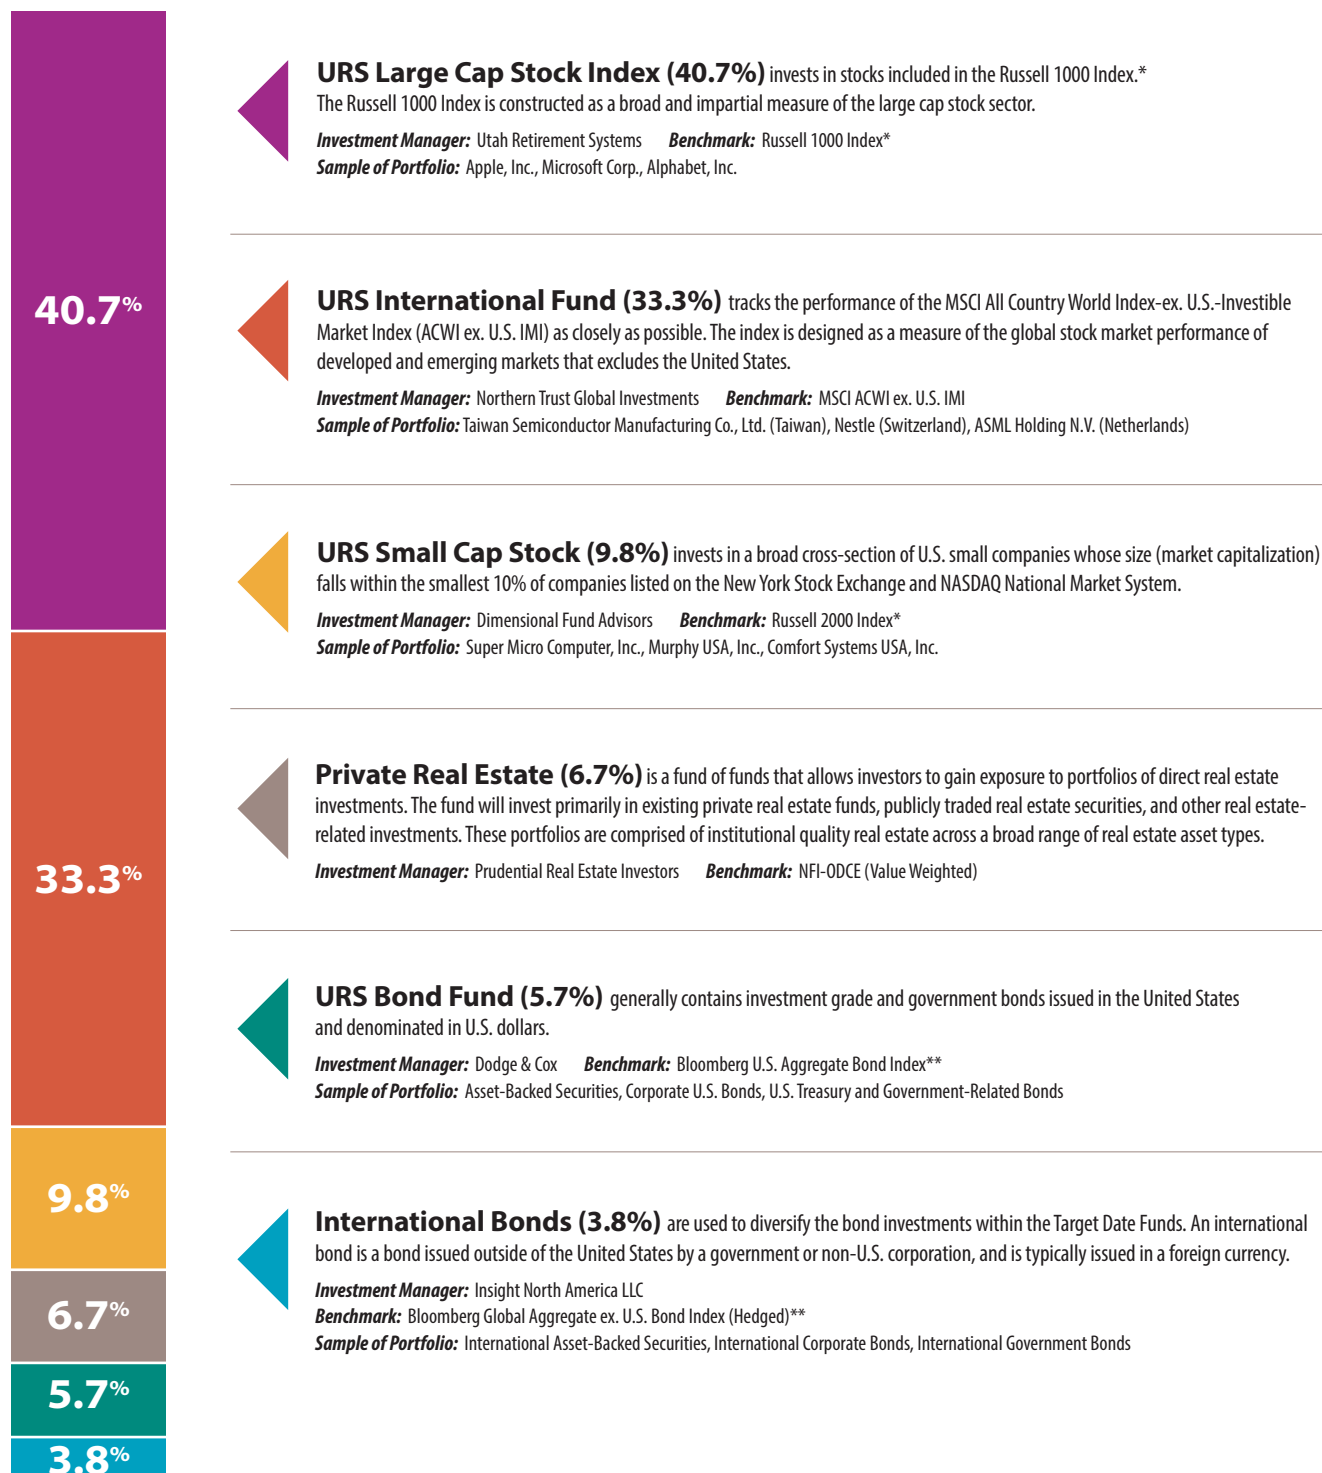 40.7%
33.3%
9.8%
6.7%
5.7%
3.8%
URS Large Cap Stock Index (40.7%) invests in stocks included in the Russell 1000 Index.*
The Russell 1000 Index is constructed as a broad and impartial measure of the large cap stock sector.
Investment Manager: Utah Retirement Systems Benchmark: Russell 1000 Index*
Sample of Portfolio: Apple, Inc., Microsoft Corp., Alphabet, Inc.
URS International Fund (33.3%) tracks the performance of the MSCI All Country World Index-ex. U.S.-Investible
Market Index (ACWI ex. U.S. IMI) as closely as possible. The index is designed as a measure of the global stock market performance of
developed and emerging markets that excludes the United States.
Investment Manager: Northern Trust Global Investments Benchmark: MSCI ACWI ex. U.S. IMI
Sample of Portfolio: Taiwan Semiconductor Manufacturing Co., Ltd. (Taiwan), Nestle (Switzerland), ASML Holding N.V. (Netherlands)
URS Small Cap Stock (9.8%) invests in a broad cross-section of U.S. small companies whose size (market capitalization)
falls within the smallest 10% of companies listed on the New York Stock Exchange and NASDAQ National Market System.
Investment Manager: Dimensional Fund Advisors Benchmark: Russell 2000 Index*
Sample of Portfolio: Super Micro Computer, Inc., Murphy USA, Inc., Comfort Systems USA, Inc.
Private Real Estate (6.7%) is a fund of funds that allows investors to gain exposure to portfolios of direct real estate
investments. The fund will invest primarily in existing private real estate funds, publicly traded real estate securities, and other real estate-
related investments. These portfolios are comprised of institutional quality real estate across a broad range of real estate asset types.
Investment Manager: Prudential Real Estate Investors Benchmark: NFI-ODCE (Value Weighted)
URS Bond Fund (5.7%) generally contains investment grade and government bonds issued in the United States
and denominated in U.S. dollars.
Investment Manager: Dodge & Cox Benchmark: Bloomberg U.S. Aggregate Bond Index**
Sample of Portfolio: Asset-Backed Securities, Corporate U.S. Bonds, U.S. Treasury and Government-Related Bonds
International Bonds (3.8%) are used to diversify the bond investments within the Target Date Funds. An international
bond is a bond issued outside of the United States by a government or non-U.S. corporation, and is typically issued in a foreign currency.
Investment Manager: Insight North America LLC
Benchmark: Bloomberg Global Aggregate ex. U.S. Bond Index (Hedged)**
Sample of Portfolio: International Asset-Backed Securities, International Corporate Bonds, International Government Bonds